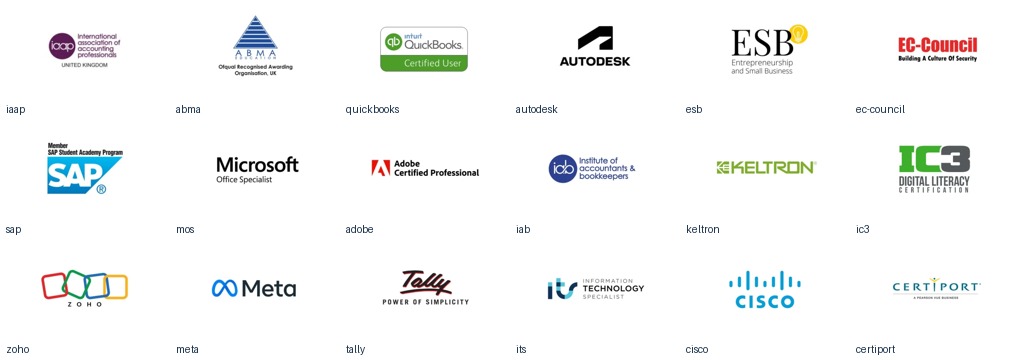 iaap International association of accounting professionals
UNITED KINGDOM
ABMA
EDUCATION
Ofqual Recognised Awarding
Organisation, UK
qb intuit QuickBooks.
Certified User
AUTODESK
ESB
Entrepreneurship
and Small Business
EC-Council
Building A Culture Of Security
iaap
abma
quickbooks
autodesk
esb
ec-council
Member
SAP Student Academy Program
SAP®
Microsoft
Office Specialist
Adobe
Certified Professional
iab Institute of
accountants &
bookkeepers
KELTRON®
IC3
DIGITAL LITERACY
CERTIFICATION
sap
mos
adobe
iab
keltron
ic3
ZOHO
Meta
Tally
POWER OF SIMPLICITY
its INFORMATION
TECHNOLOGY
SPECIALIST
CISCO
CERTIPORT
A PEARSON VUE BUSINESS
zoho
meta
tally
its
cisco
certiport